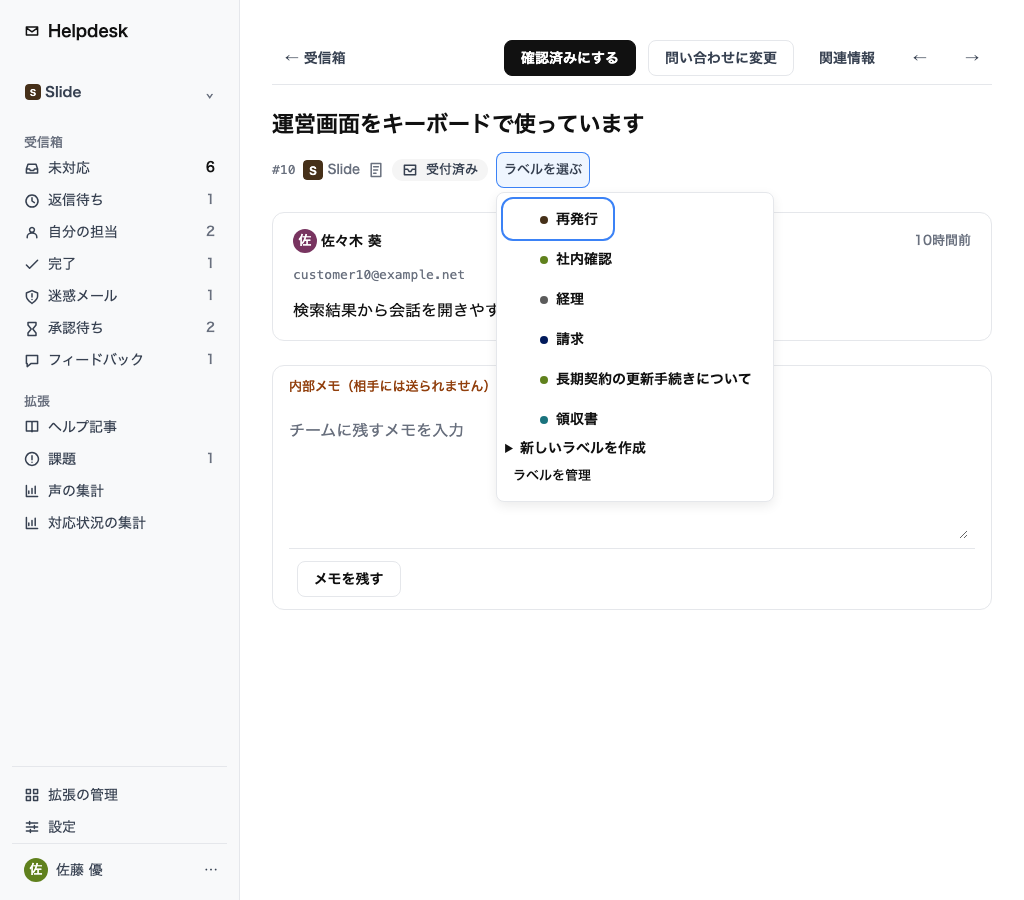 Helpdesk
S Slide
受信箱
未対応 6
返信待ち 1
自分の担当 2
完了 1
迷惑メール 1
承認待ち 2
フィードバック 1
拡張
ヘルプ記事
課題 1
声の集計
対応状況の集計
拡張の管理
設定
佐 佐藤 優 …
← 受信箱
確認済みにする
問い合わせに変更
関連情報
← →
運営画面をキーボードで使っています
#10 S Slide 受付済み ラベルを選ぶ
佐 佐々木 葵 10時間前
customer10@example.net
検索結果から会話を開きやす
再発行
社内確認
経理
請求
長期契約の更新手続きについて
領収書
▶ 新しいラベルを作成
ラベルを管理
内部メモ（相手には送られません）
チームに残すメモを入力
メモを残す